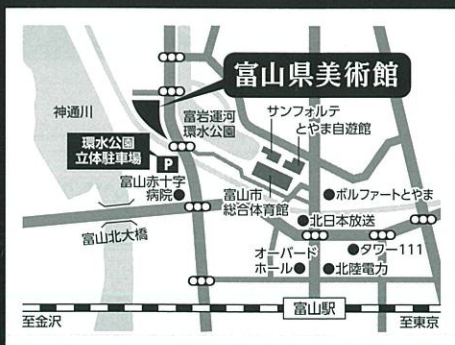 富山県美術館
神通川
富岩運河
環水公園
サンフォルテ
とやま自遊館
環水公園
立体駐車場
P
富山赤十字
病院
富山市
総合体育館
ボルファートとやま
北日本放送
富山北大橋
オーバード
ホール
タワー111
北陸電力
富山駅
至金沢
至東京